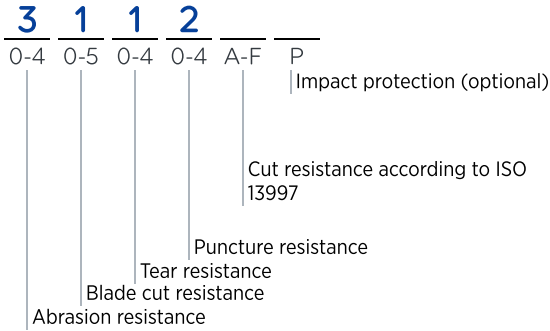 3 1 1 2
0-4 0-5 0-4 0-4 A-F P
Impact protection (optional)
Cut resistance according to ISO
13997
Puncture resistance
Tear resistance
Blade cut resistance
Abrasion resistance